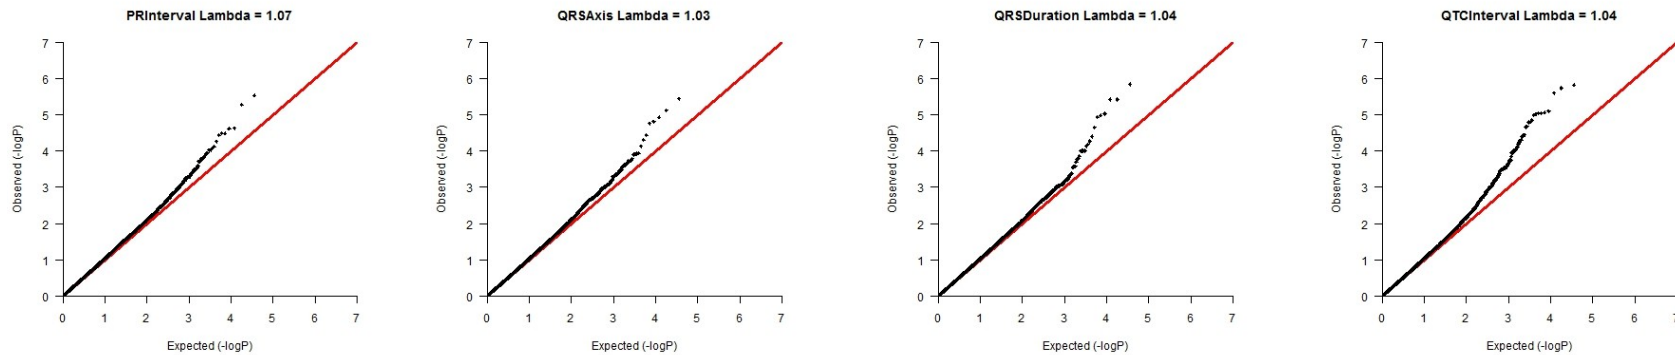 PRInterval Lambda = 1.07
7
6
5
4
3
2
1
0
Observed (-logP)
0 1 2 3 4 5 6 7
Expected (-logP)
QRSAxis Lambda = 1.03
7
6
5
4
3
2
1
0
Observed (-logP)
0 1 2 3 4 5 6 7
Expected (-logP)
QRSDuration Lambda = 1.04
7
6
5
4
3
2
1
0
Observed (-logP)
0 1 2 3 4 5 6 7
Expected (-logP)
QTCInterval Lambda = 1.04
7
6
5
4
3
2
1
0
Observed (-logP)
0 1 2 3 4 5 6 7
Expected (-logP)